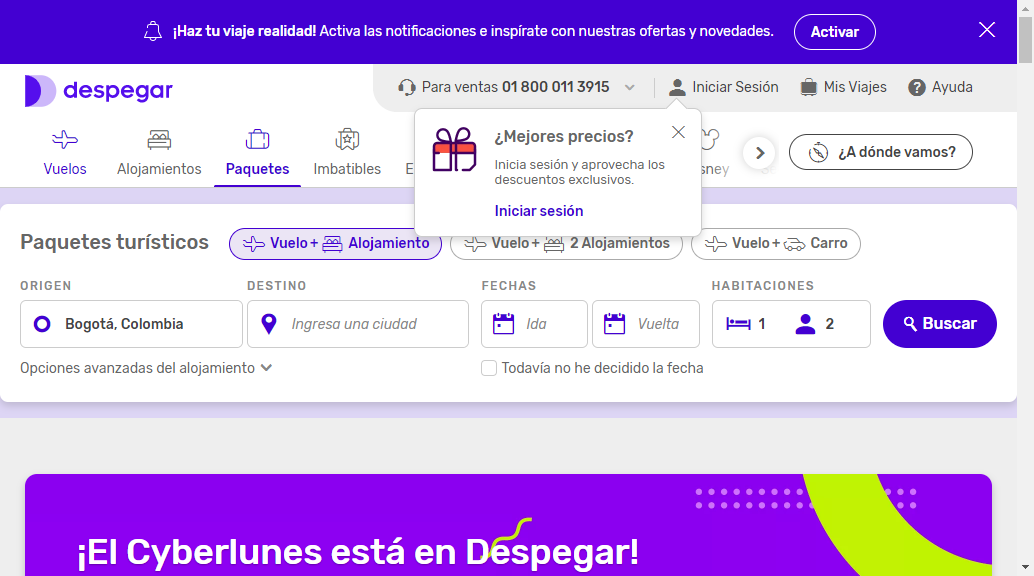 ¡Haz tu viaje realidad! Activa las notificaciones e inspírate con nuestras ofertas y novedades.
Activar
despegar
Para ventas 01 800 011 3915
Iniciar Sesión
Mis Viajes
Ayuda
Vuelos
Alojamientos
Paquetes
Imbatibles
¿A dónde vamos?
¿Mejores precios?
Inicia sesión y aprovecha los
descuentos exclusivos.
Iniciar sesión
Paquetes turísticos
Vuelo + Alojamiento
Vuelo + 2 Alojamientos
Vuelo + Carro
ORIGEN
DESTINO
FECHAS
HABITACIONES
Bogotá, Colombia
Ingresa una ciudad
Ida
Vuelta
1
2
Buscar
Opciones avanzadas del alojamiento
Todavía no he decidido la fecha
¡El Cyberlunes está en Despegar!